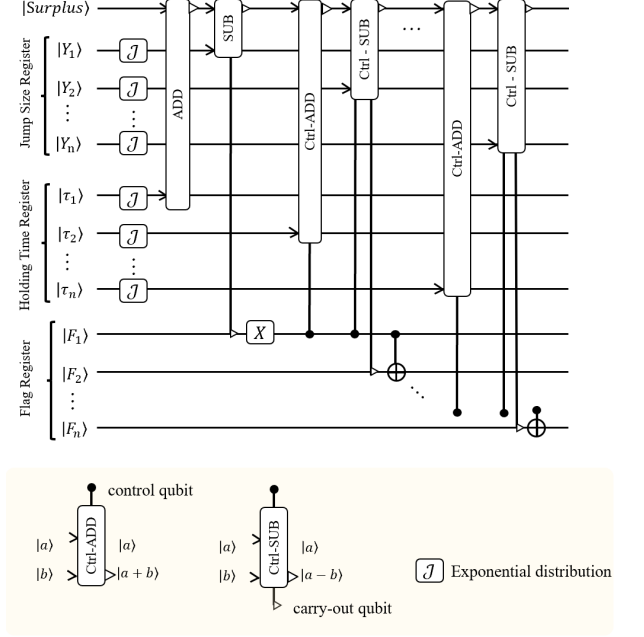 |Surplus⟩
Jump Size Register
|Y₁⟩
|Y₂⟩
⋮
|Yₙ⟩
𝒥
𝒥
⋮
𝒥
Holding Time Register
|τ₁⟩
|τ₂⟩
⋮
|τₙ⟩
𝒥
𝒥
⋮
𝒥
Flag Register
|F₁⟩
|F₂⟩
⋮
|Fₙ⟩
ADD
SUB
X
Ctrl-ADD
Ctrl - SUB
⋯
⋱
Ctrl-ADD
Ctrl - SUB
control qubit
Ctrl-ADD
|a⟩
|a⟩
|b⟩
|a + b⟩
Ctrl-SUB
|a⟩
|a⟩
|b⟩
|a − b⟩
carry-out qubit
𝒥 Exponential distribution